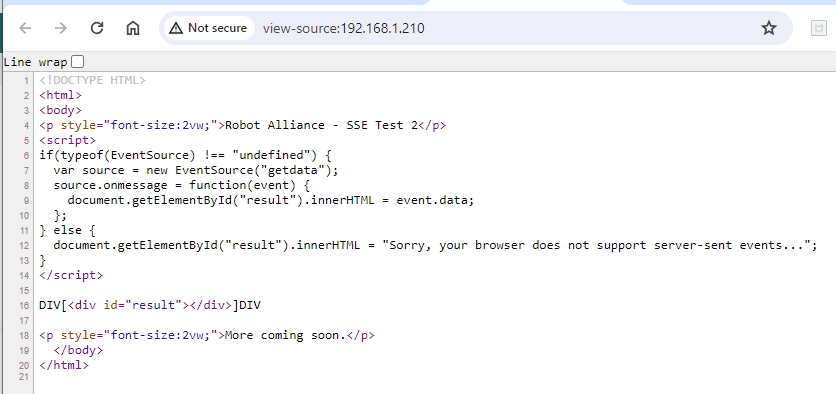 Not secure view-source:192.168.1.210
Line wrap
1 <!DOCTYPE HTML>
2 <html>
3 <body>
4 <p style="font-size:2vw;">Robot Alliance - SSE Test 2</p>
5 <script>
6 if(typeof(EventSource) !== "undefined") {
7   var source = new EventSource("getdata");
8   source.onmessage = function(event) {
9     document.getElementById("result").innerHTML = event.data;
10   };
11 } else {
12   document.getElementById("result").innerHTML = "Sorry, your browser does not support server-sent events...";
13 }
14 </script>
15
16 DIV[<div id="result"></div>]DIV
17
18 <p style="font-size:2vw;">More coming soon.</p>
19   </body>
20 </html>
21